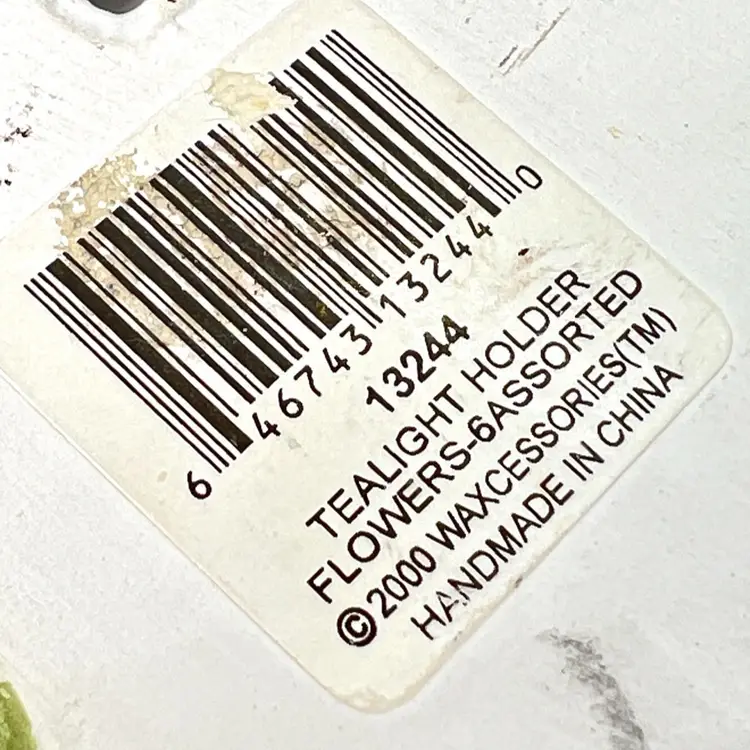 6 46743 13244 0
13244
TEALIGHT HOLDER
FLOWERS-6ASSORTED
©2000 WAXCESSORIES(TM)
HANDMADE IN CHINA